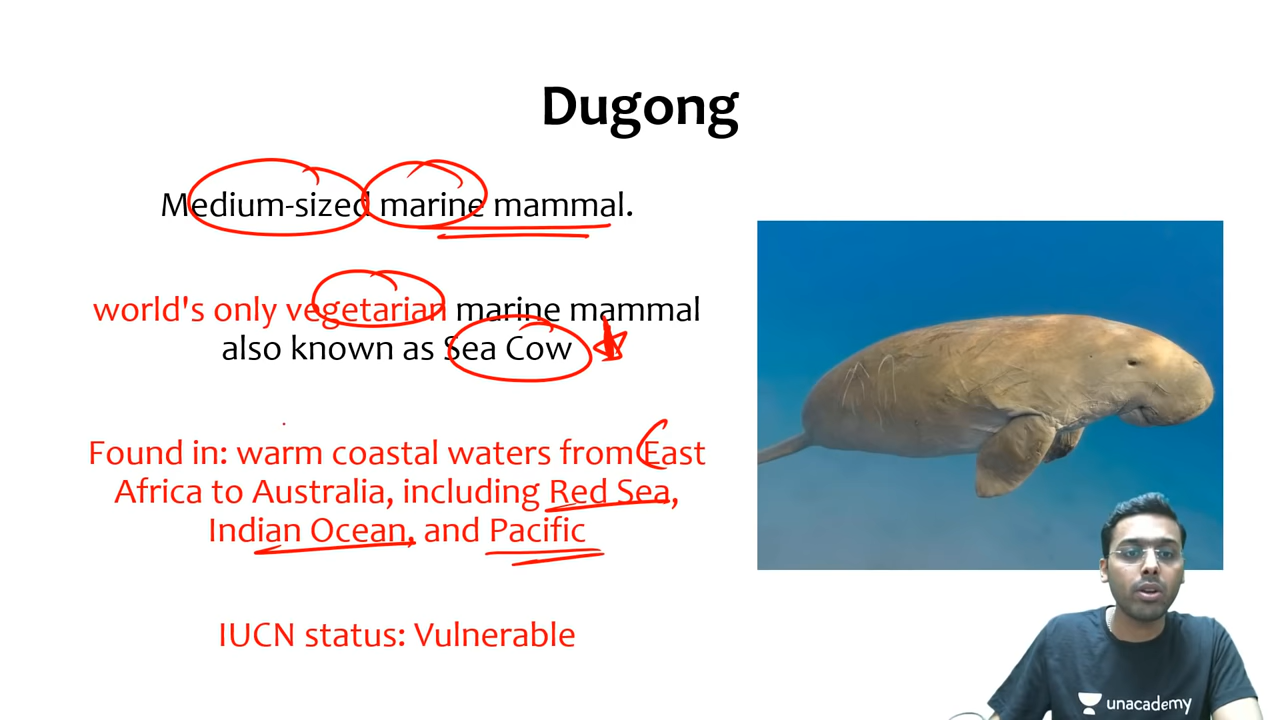 Dugong
Medium-sized marine mammal.
world's only vegetarian marine mammal
also known as Sea Cow
Found in: warm coastal waters from East
Africa to Australia, including Red Sea,
Indian Ocean, and Pacific
IUCN status: Vulnerable
unacademy